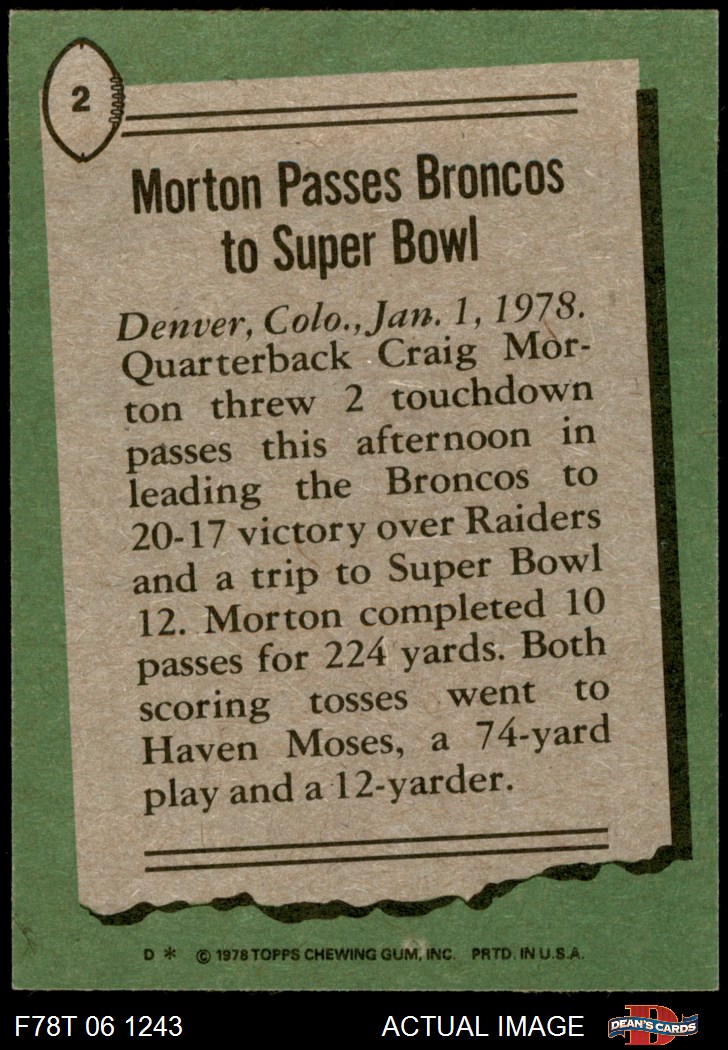 2
Morton Passes Broncos
to Super Bowl
Denver, Colo., Jan. 1, 1978.
Quarterback Craig Mor-
ton threw 2 touchdown
passes this afternoon in
leading the Broncos to
20-17 victory over Raiders
and a trip to Super Bowl
12. Morton completed 10
passes for 224 yards. Both
scoring tosses went to
Haven Moses, a 74-yard
play and a 12-yarder.
D * © 1978 TOPPS CHEWING GUM, INC. PRTD. IN U.S.A.
F78T 06 1243 ACTUAL IMAGE D DEAN'S CARDS